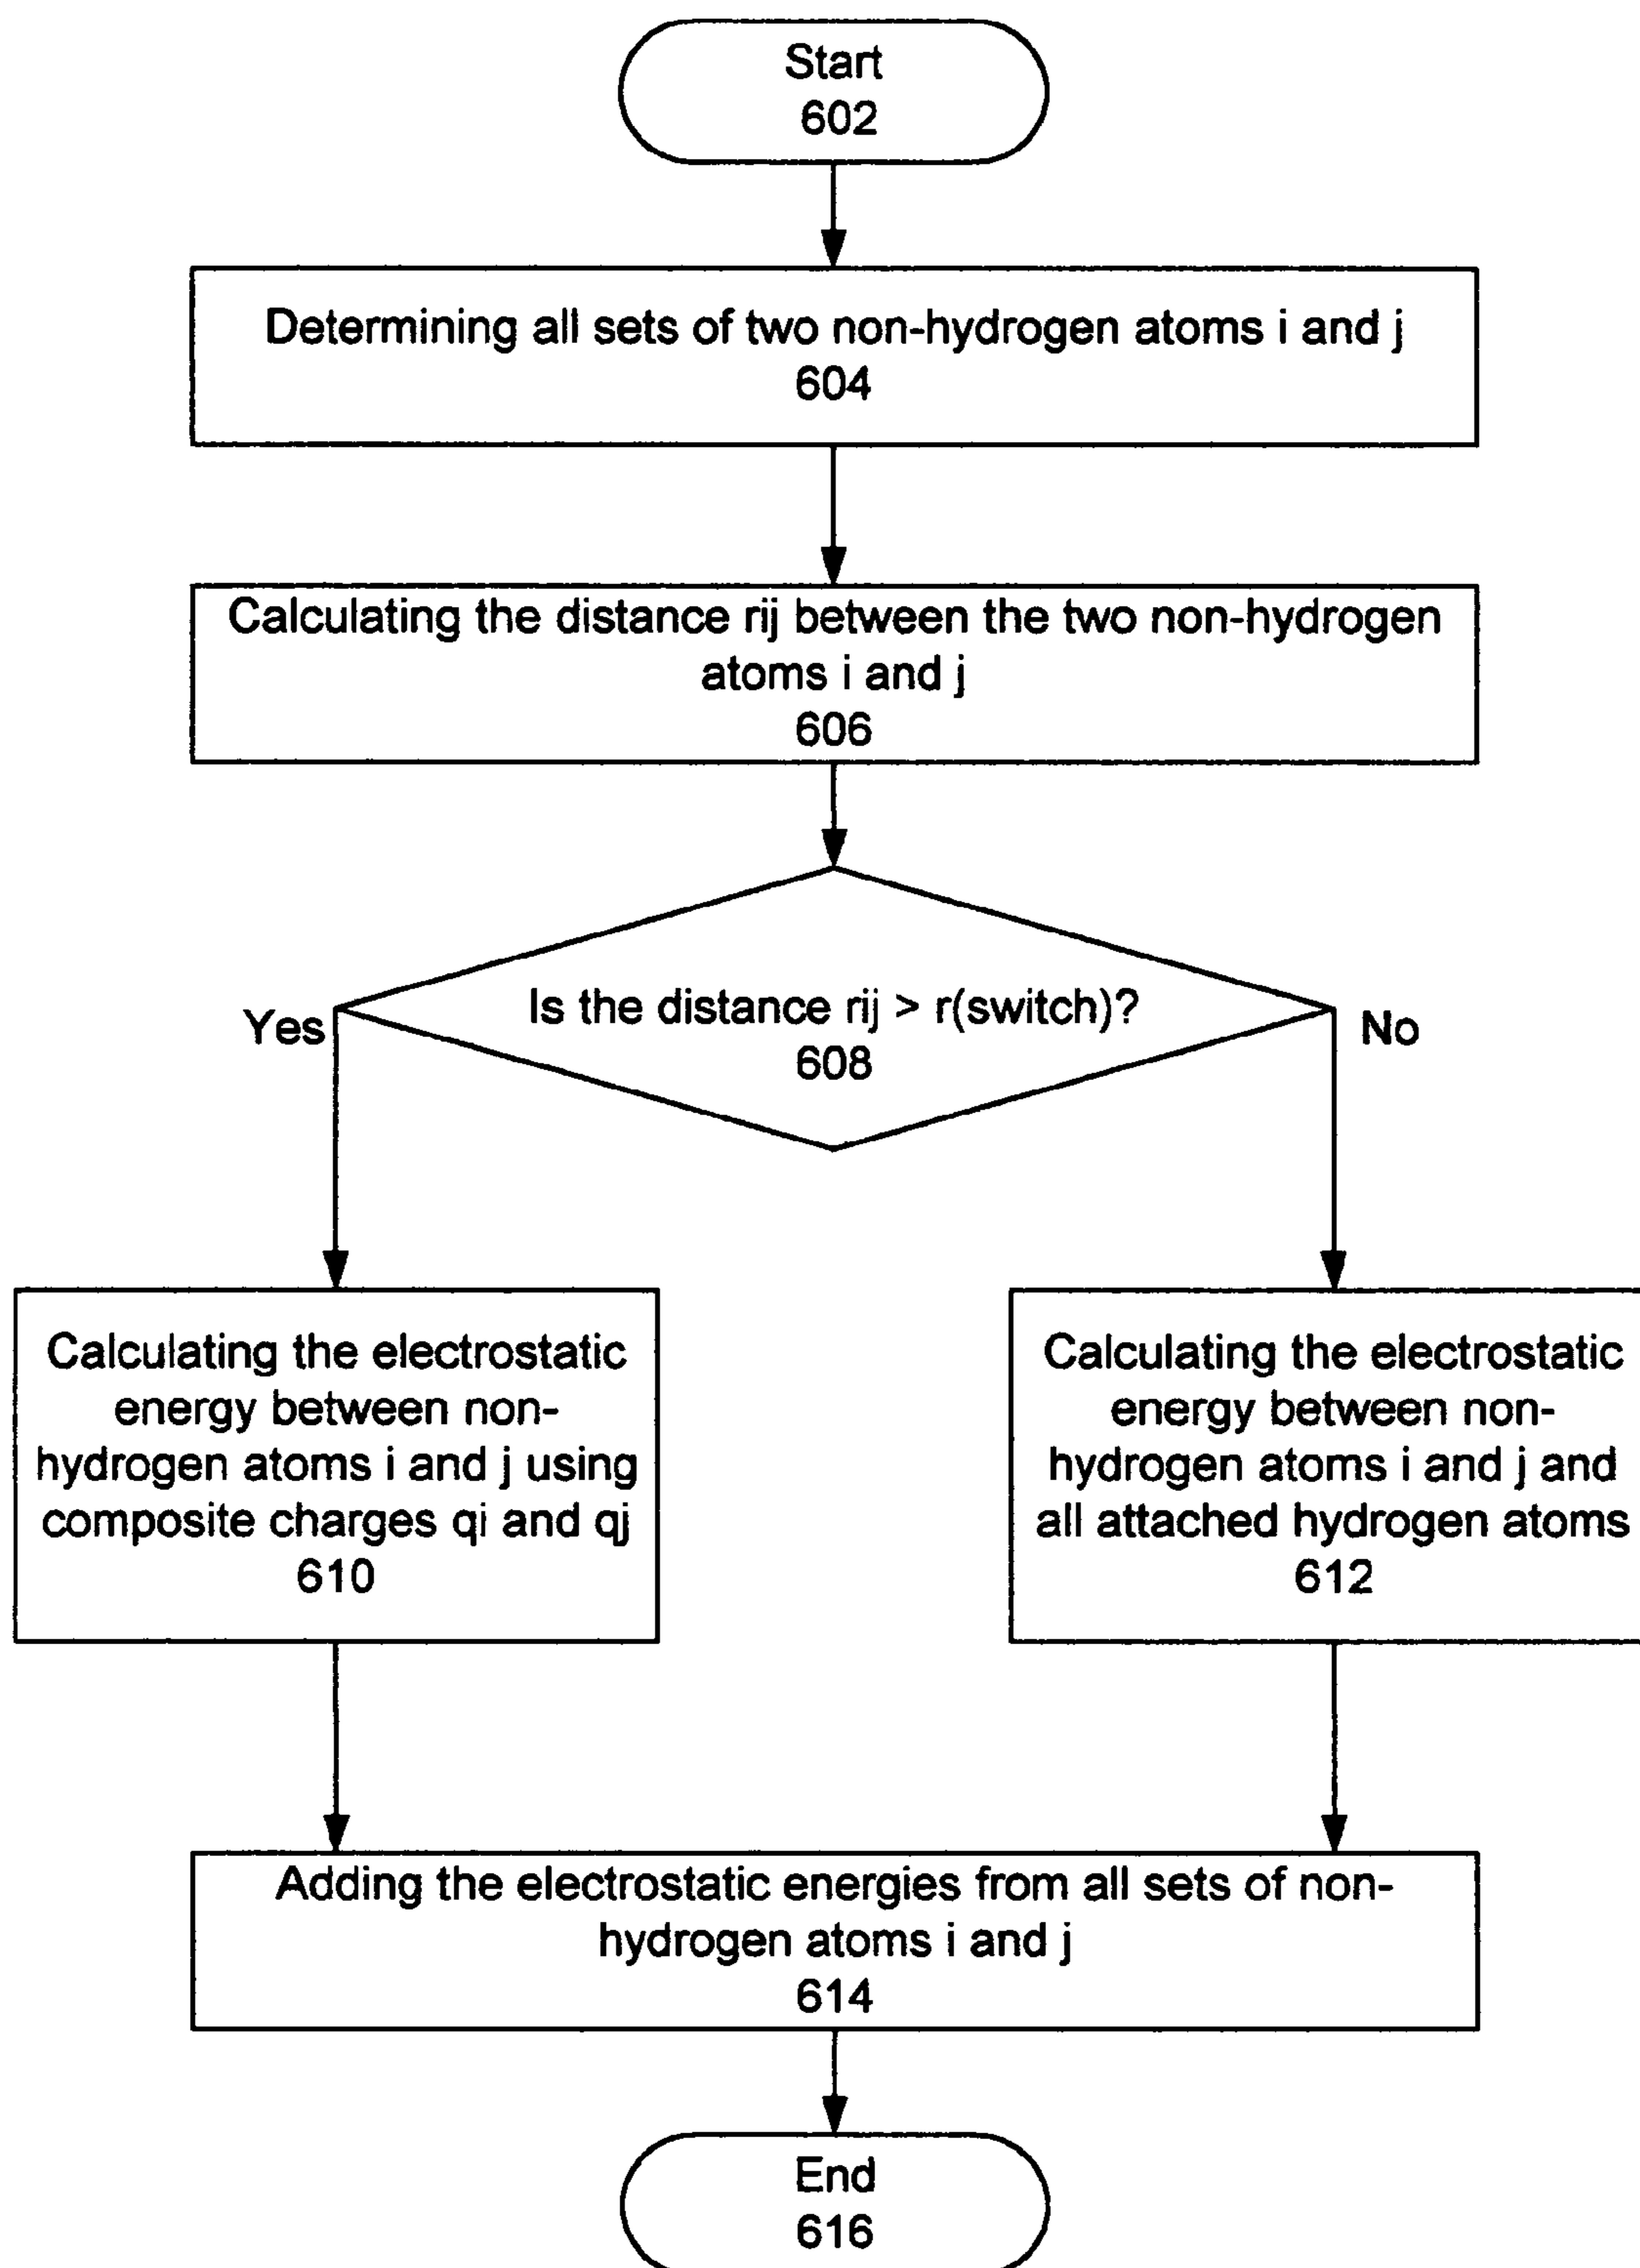 Start
602
Determining all sets of two non-hydrogen atoms i and j
604
Calculating the distance rij between the two non-hydrogen
atoms i and j
606
Is the distance rij > r(switch)?
608
Yes
No
Calculating the electrostatic
energy between non-
hydrogen atoms i and j using
composite charges qi and qj
610
Calculating the electrostatic
energy between non-
hydrogen atoms i and j and
all attached hydrogen atoms
612
Adding the electrostatic energies from all sets of non-
hydrogen atoms i and j
614
End
616